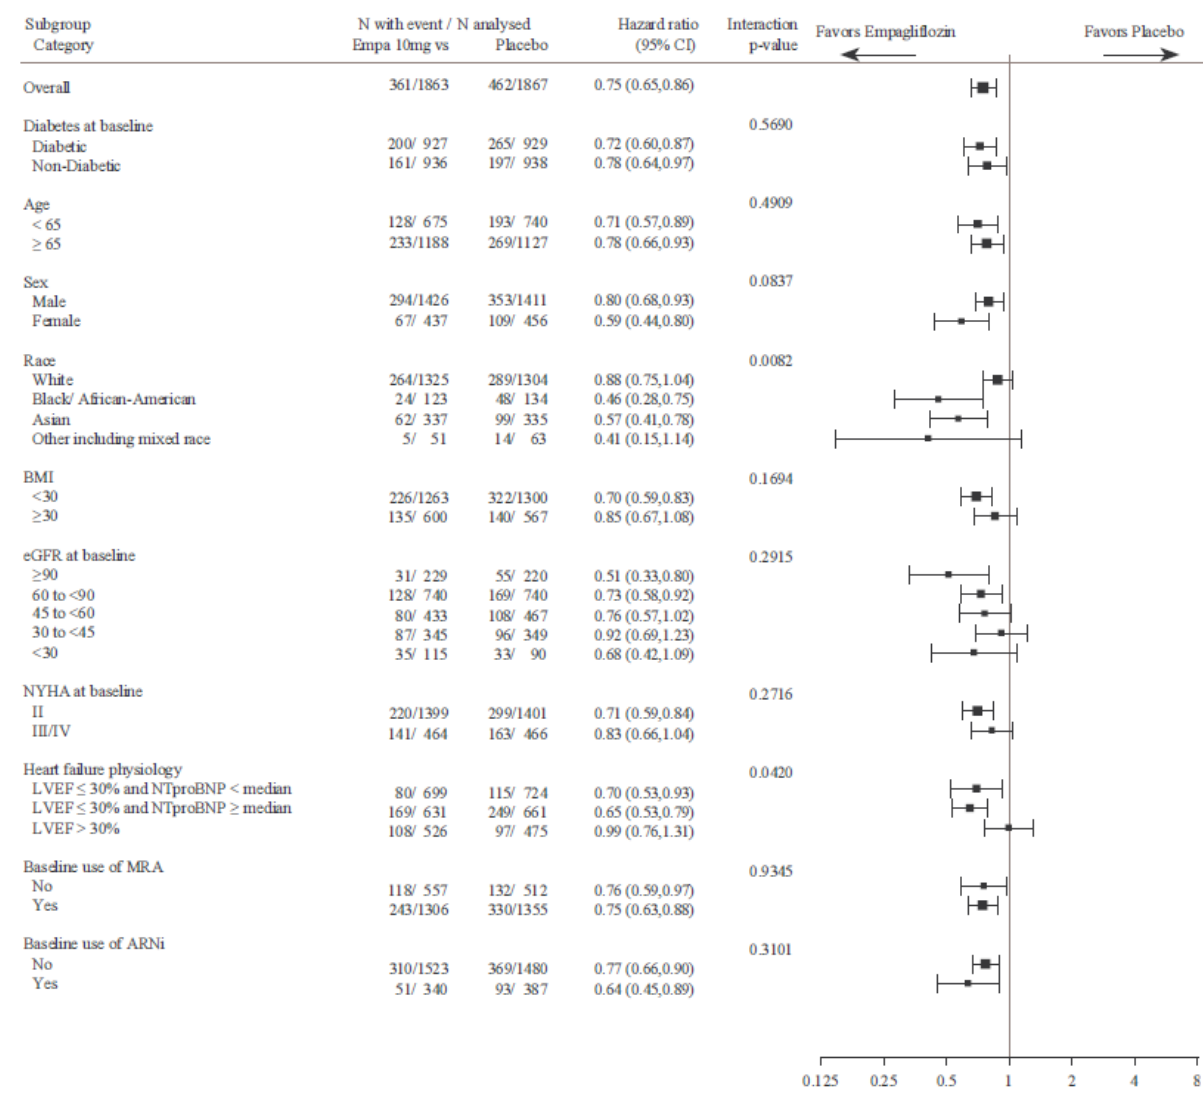 Subgroup N with event / N analysed Hazard ratio Interaction Favors Empagliflozin Favors Placebo
Category Empa 10mg vs Placebo (95% CI) p-value
Overall 361/1863 462/1867 0.75 (0.65,0.86)
Diabetes at baseline 0.5690
Diabetic 200/ 927 265/ 929 0.72 (0.60,0.87)
Non-Diabetic 161/ 936 197/ 938 0.78 (0.64,0.97)
Age 0.4909
< 65 128/ 675 193/ 740 0.71 (0.57,0.89)
≥ 65 233/1188 269/1127 0.78 (0.66,0.93)
Sex 0.0837
Male 294/1426 353/1411 0.80 (0.68,0.93)
Female 67/ 437 109/ 456 0.59 (0.44,0.80)
Race 0.0082
White 264/1325 289/1304 0.88 (0.75,1.04)
Black/ African-American 24/ 123 48/ 134 0.46 (0.28,0.75)
Asian 62/ 337 99/ 335 0.57 (0.41,0.78)
Other including mixed race 5/ 51 14/ 63 0.41 (0.15,1.14)
BMI 0.1694
<30 226/1263 322/1300 0.70 (0.59,0.83)
≥30 135/ 600 140/ 567 0.85 (0.67,1.08)
eGFR at baseline 0.2915
≥90 31/ 229 55/ 220 0.51 (0.33,0.80)
60 to <90 128/ 740 169/ 740 0.73 (0.58,0.92)
45 to <60 80/ 433 108/ 467 0.76 (0.57,1.02)
30 to <45 87/ 345 96/ 349 0.92 (0.69,1.23)
<30 35/ 115 33/ 90 0.68 (0.42,1.09)
NYHA at baseline 0.2716
II 220/1399 299/1401 0.71 (0.59,0.84)
III/IV 141/ 464 163/ 466 0.83 (0.66,1.04)
Heart failure physiology 0.0420
LVEF ≤ 30% and NTproBNP < median 80/ 699 115/ 724 0.70 (0.53,0.93)
LVEF ≤ 30% and NTproBNP ≥ median 169/ 631 249/ 661 0.65 (0.53,0.79)
LVEF > 30% 108/ 526 97/ 475 0.99 (0.76,1.31)
Baseline use of MRA 0.9345
No 118/ 557 132/ 512 0.76 (0.59,0.97)
Yes 243/1306 330/1355 0.75 (0.63,0.88)
Baseline use of ARNi 0.3101
No 310/1523 369/1480 0.77 (0.66,0.90)
Yes 51/ 340 93/ 387 0.64 (0.45,0.89)
0.125 0.25 0.5 1 2 4 8